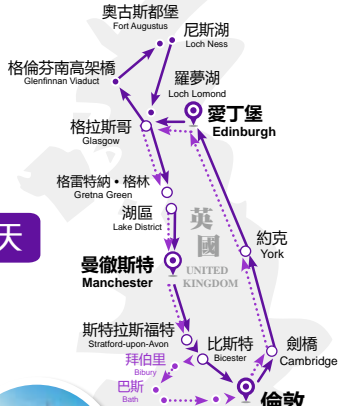 奧古斯都堡
Fort Augustus
尼斯湖
Loch Ness
格倫芬南高架橋
Glenfinnan Viaduct
羅夢湖
Loch Lomond
愛丁堡
Edinburgh
格拉斯哥
Glasgow
格雷特納•格林
Gretna Green
湖區
Lake District
英國
UNITED
KINGDOM
天
約克
York
曼徹斯特
Manchester
斯特拉斯福特
Stratford-upon-Avon
比斯特
Bicester
劍橋
Cambridge
拜伯里
Bibury
巴斯
Bath
倫敦